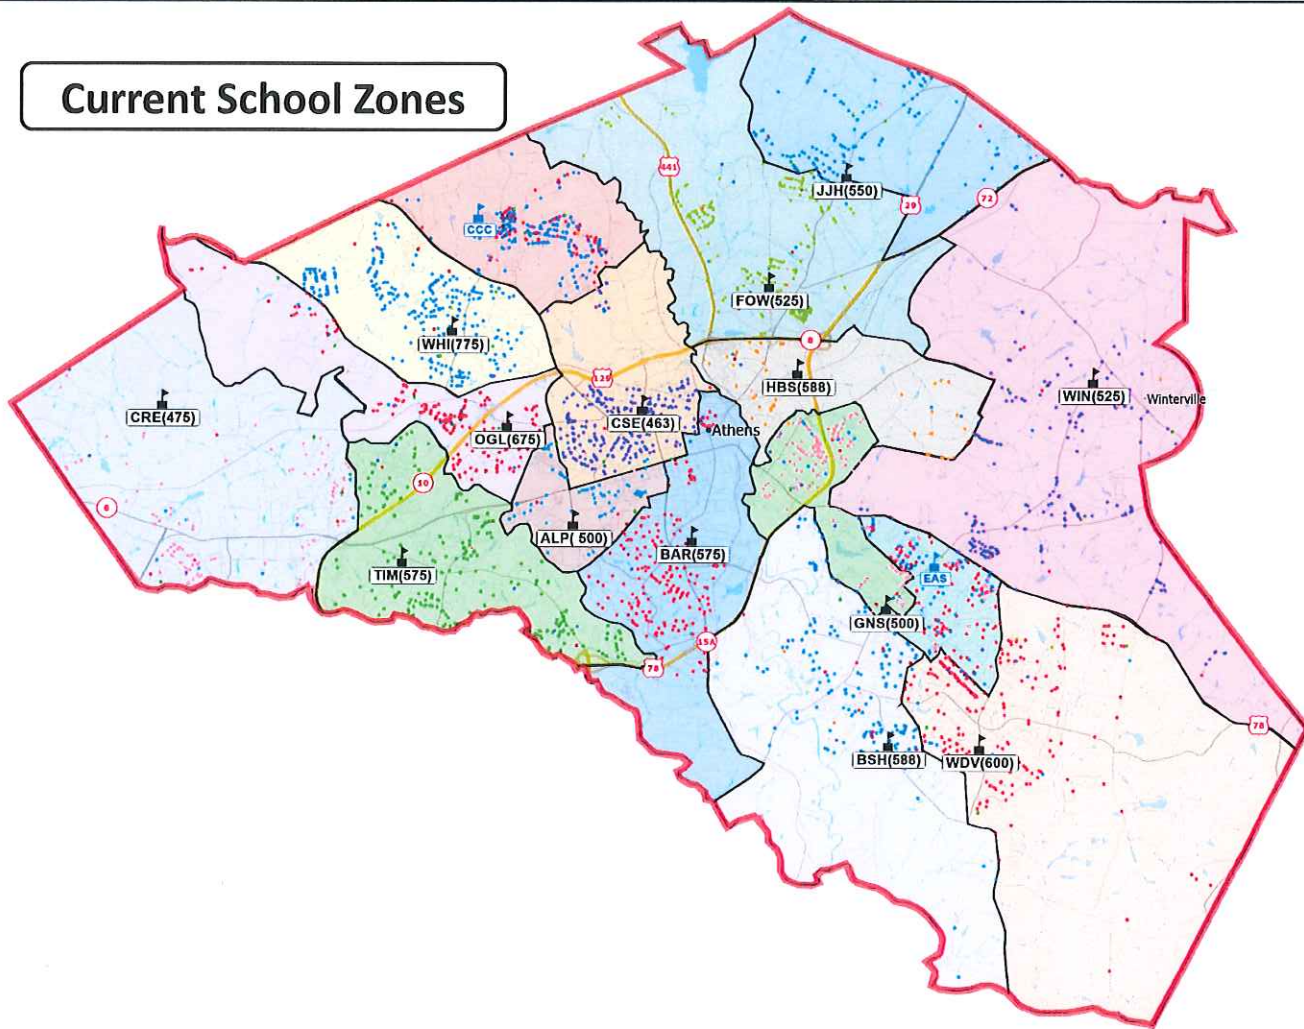 Current School Zones
441
JJH(550)
29
72
CCC
FOW(525)
WHI(775)
8
129
HBS(588)
CRE(475)
CSE(463)
WIN(525)
Winterville
OGL(675)
Athens
10
8
ALP( 500)
BAR(575)
TIM(575)
EAS
GNS(500)
15A
78
78
BSH(588)
WDV(600)